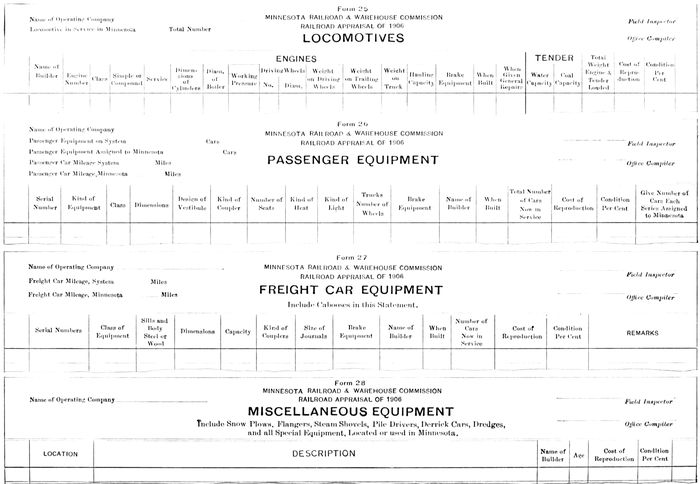 Form 25
MINNESOTA RAILROAD & WAREHOUSE COMMISSION
RAILROAD APPRAISAL OF 1906
LOCOMOTIVES
Name of Operating Company
Locomotive in Service in Minnesota Total Number
Field Inspector
Office Compiler
ENGINES TENDER
Name of Builder Engine Number Class Simple or Compound Service Dimensions of Cylinders Diam. of Boiler Working Pressure Driving Wheels No. Diam. Weight on Driving Wheels Weight on Trailing Wheels Weight on Truck Hauling Capacity Brake Equipment When Built When Given General Repairs Water Capacity Coal Capacity Total Weight Engine & Tender Loaded Cost of Reproduction Condition Per Cent
Form 26
MINNESOTA RAILROAD & WAREHOUSE COMMISSION
RAILROAD APPRAISAL OF 1906
PASSENGER EQUIPMENT
Name of Operating Company
Passenger Equipment on System Cars
Passenger Equipment Assigned to Minnesota Cars
Passenger Car Mileage System Miles
Passenger Car Mileage, Minnesota Miles
Field Inspector
Office Compiler
Serial Number Kind of Equipment Class Dimensions Design of Vestibule Kind of Coupler Number of Seats Kind of Heat Kind of Light Trucks Number of Wheels Brake Equipment Name of Builder When Built Total Number of Cars Now in Service Cost of Reproduction Condition Per Cent Give Number of Cars Each Series Assigned to Minnesota
Form 27
MINNESOTA RAILROAD & WAREHOUSE COMMISSION
RAILROAD APPRAISAL OF 1906
FREIGHT CAR EQUIPMENT
Include Cabooses in this Statement.
Name of Operating Company
Freight Car Mileage, System Miles
Freight Car Mileage, Minnesota Miles
Field Inspector
Office Compiler
Serial Numbers Class of Equipment Sills and Body Steel or Wood Dimensions Capacity Kind of Couplers Size of Journals Brake Equipment Name of Builder When Built Number of Cars Now in Service Cost of Reproduction Condition Per Cent REMARKS
Form 28
MINNESOTA RAILROAD & WAREHOUSE COMMISSION
RAILROAD APPRAISAL OF 1906
MISCELLANEOUS EQUIPMENT
Include Snow Plows, Flangers, Steam Shovels, Pile Drivers, Derrick Cars, Dredges,
and all Special Equipment, Located or used in Minnesota.
Name of Operating Company
Field Inspector
Office Compiler
LOCATION DESCRIPTION Name of Builder Age Cost of Reproduction Condition Per Cent